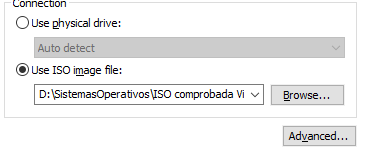 Connection
Use physical drive:
Auto detect
Use ISO image file:
D:\SistemasOperativos\ISO comprobada Vi
Browse...
Advanced...